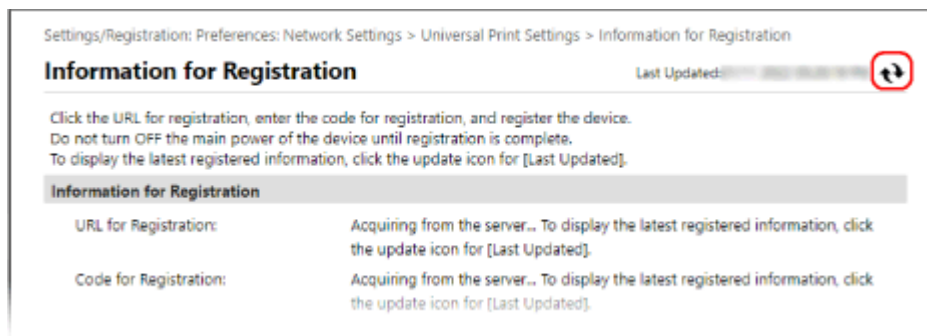 Settings/Registration: Preferences: Network Settings > Universal Print Settings > Information for Registration
Information for Registration
Last Updated:
Click the URL for registration, enter the code for registration, and register the device.
Do not turn OFF the main power of the device until registration is complete.
To display the latest registered information, click the update icon for [Last Updated].
Information for Registration
URL for Registration: Acquiring from the server... To display the latest registered information, click
the update icon for [Last Updated].
Code for Registration: Acquiring from the server... To display the latest registered information, click
the update icon for [Last Updated].